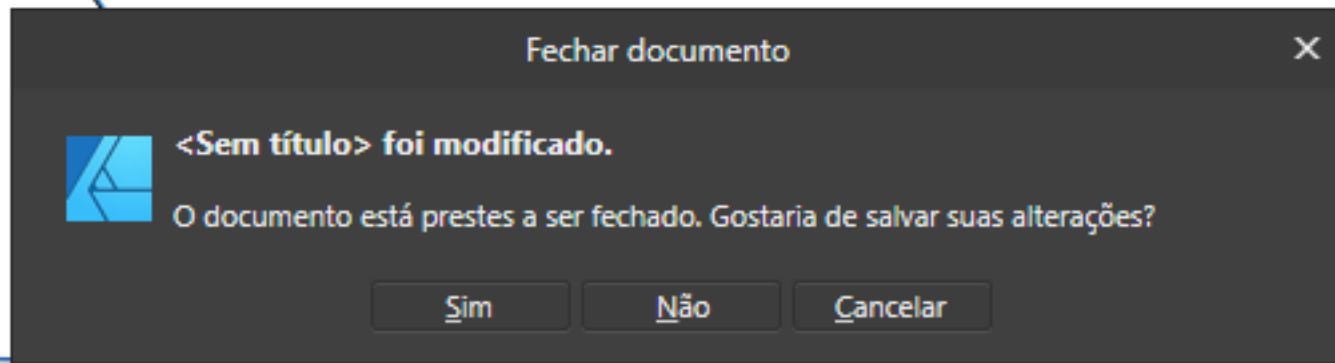 Fechar documento
<Sem título> foi modificado.
O documento está prestes a ser fechado. Gostaria de salvar suas alterações?
Sim Não Cancelar